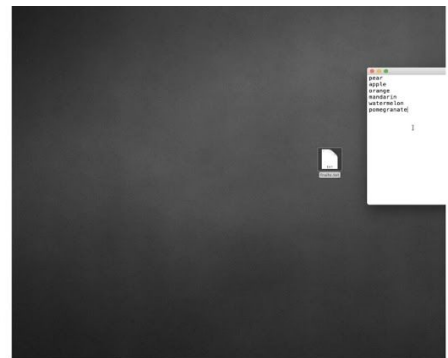 pear
apple
orange
mandarin
watermelon
pomegranate